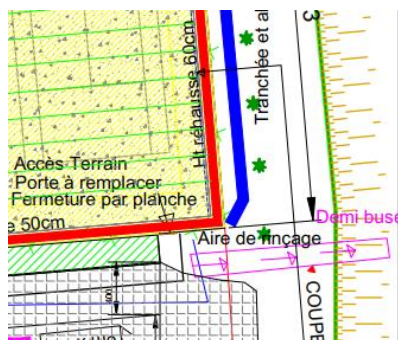 3
Tranchée et al
Ht réhausse 60cm
Accès Terrain
Porte à remplacer
Fermeture par planche
e 50cm
Demi buse
Aire de rinçage
COUPE